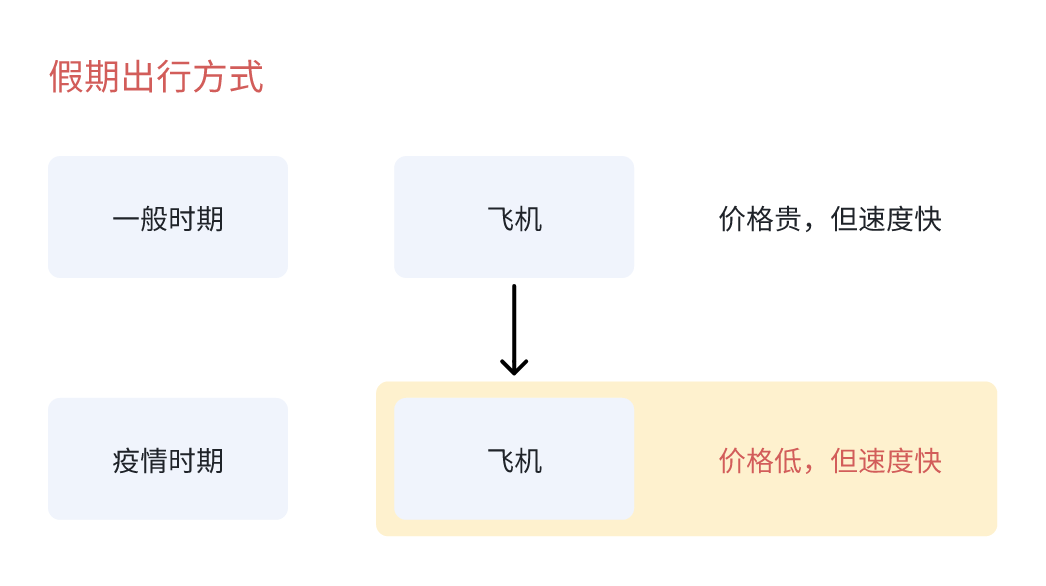 假期出行方式
一般时期
飞机
价格贵，但速度快
疫情时期
飞机
价格低，但速度快